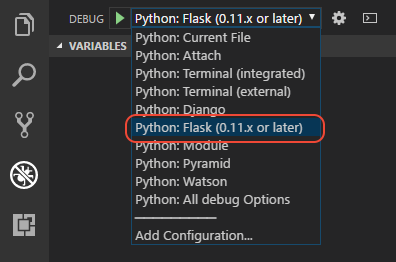 DEBUG Python: Flask (0.11.x or later)
VARIABLES
Python: Current File
Python: Attach
Python: Terminal (integrated)
Python: Terminal (external)
Python: Django
Python: Flask (0.11.x or later)
Python: Module
Python: Pyramid
Python: Watson
Python: All debug Options
Add Configuration...